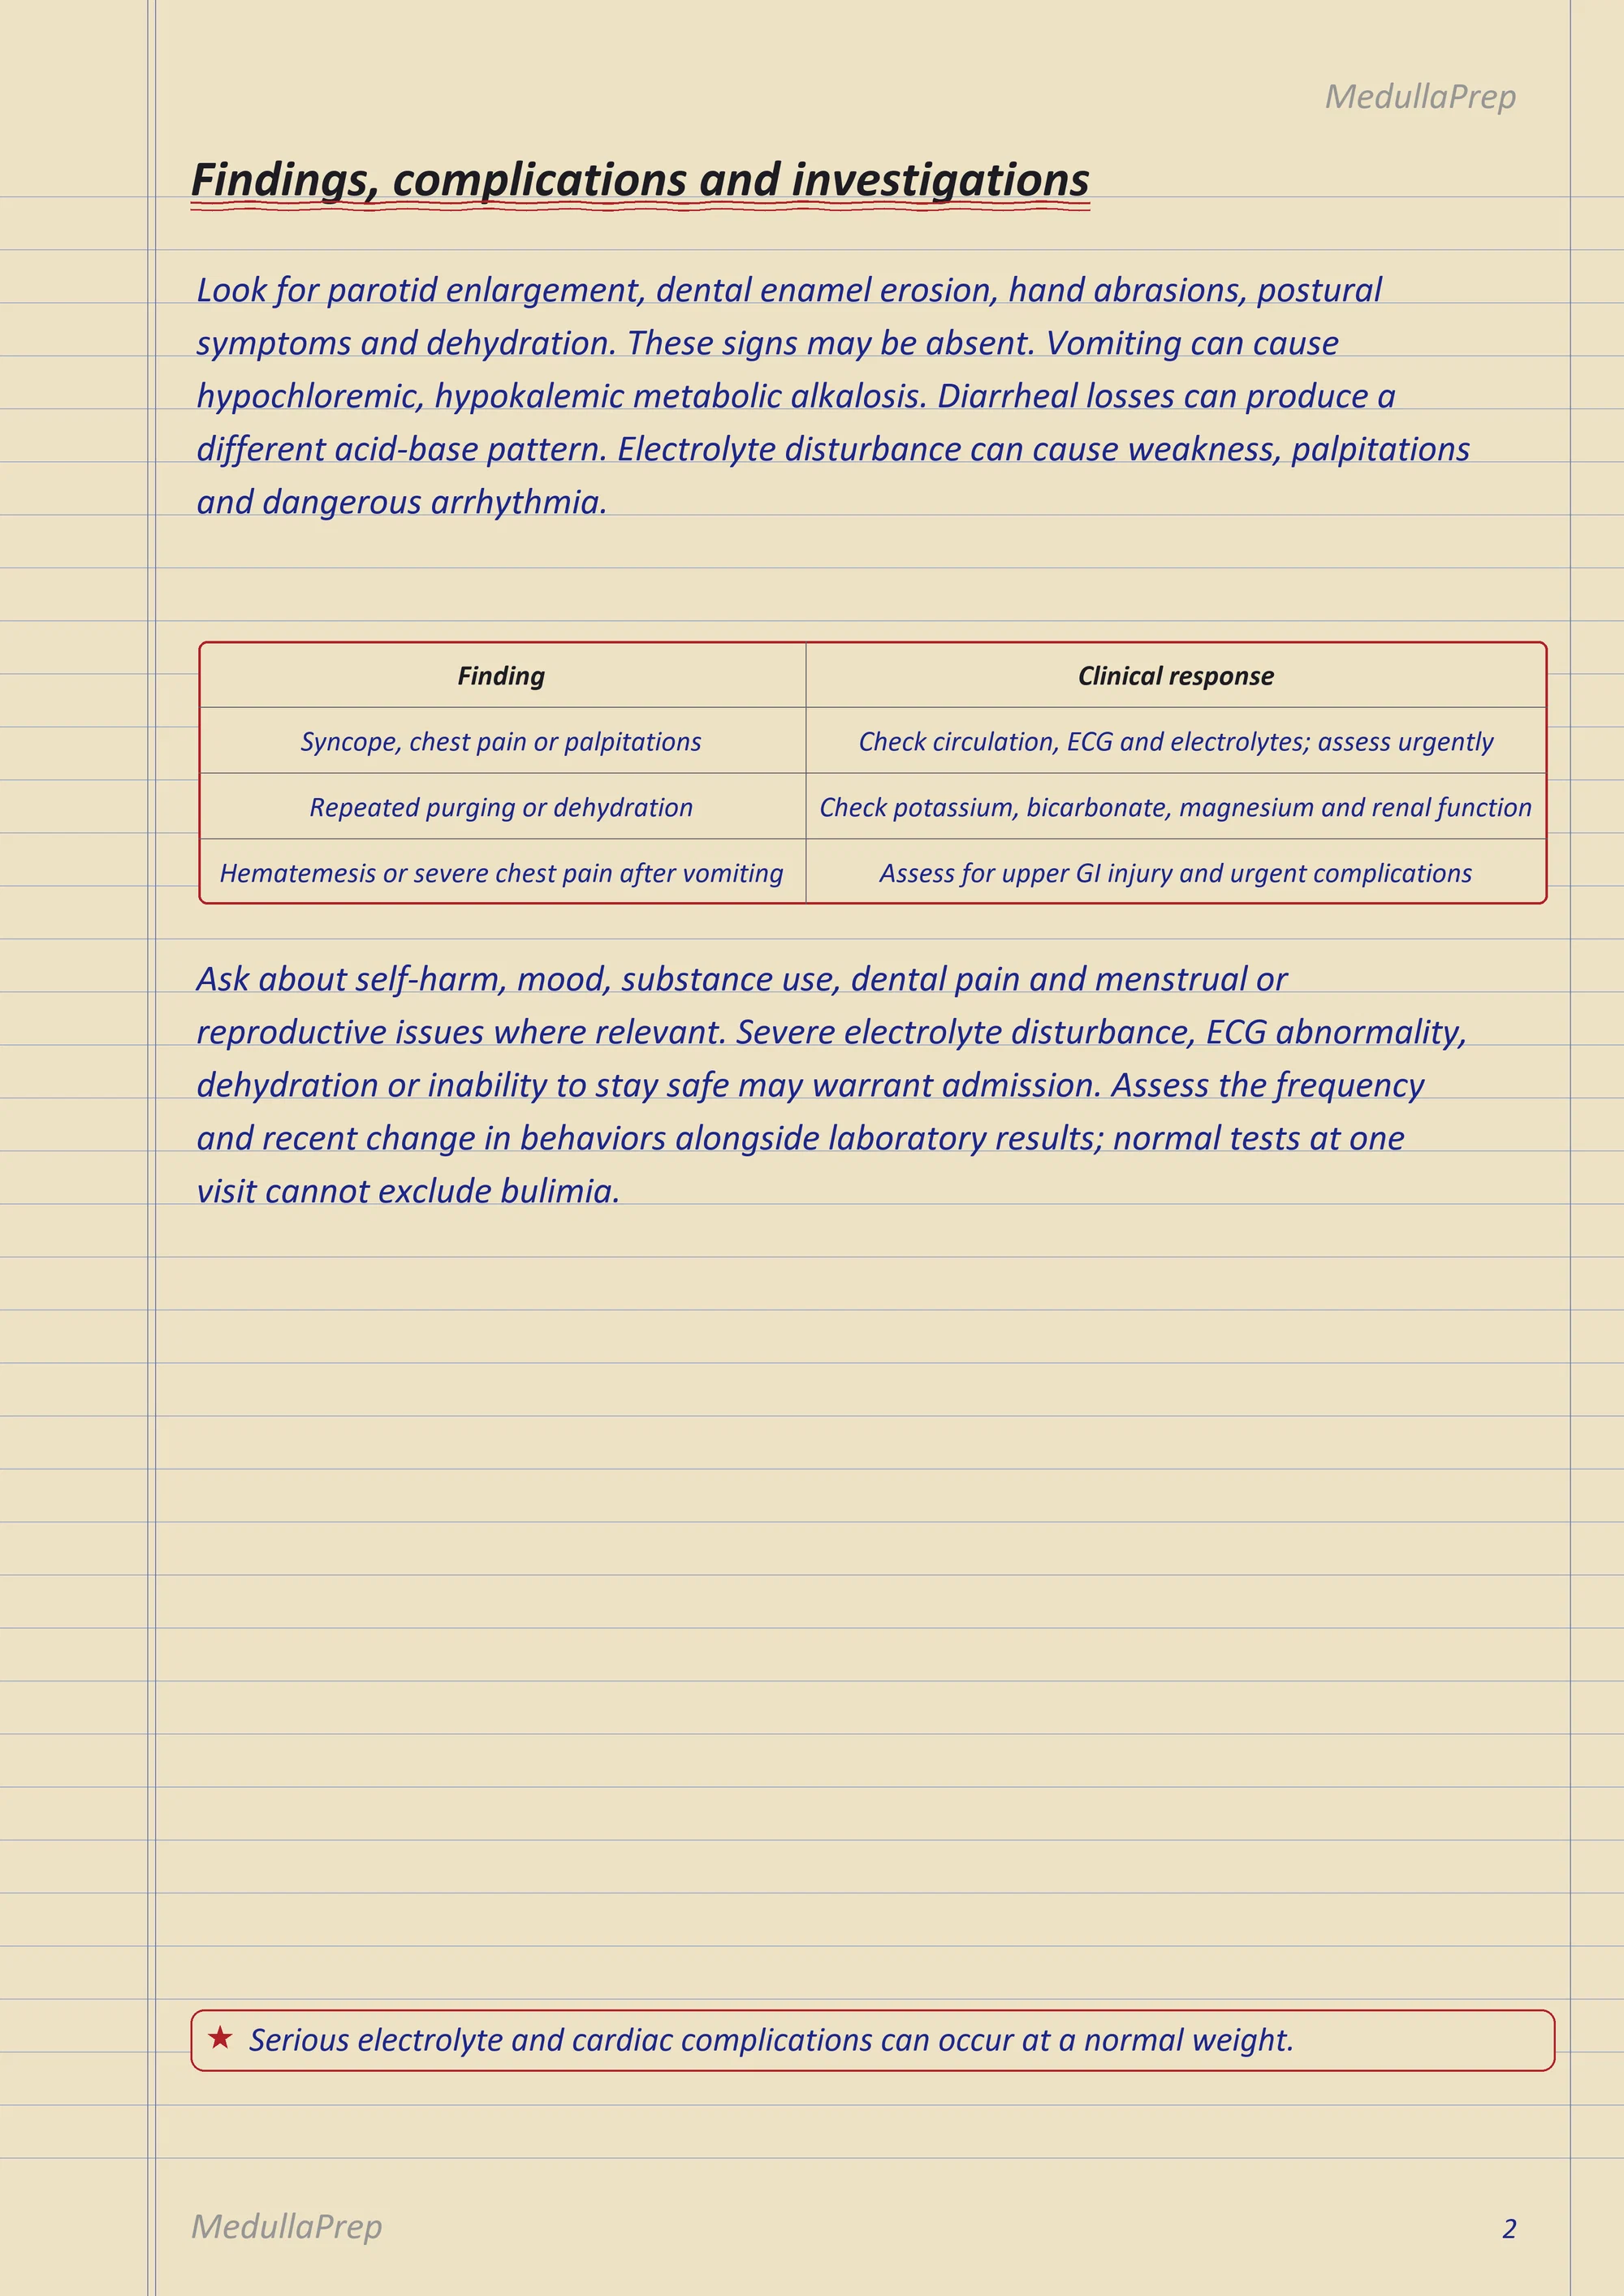 MedullaPrep
Findings, complications and investigations
Look for parotid enlargement, dental enamel erosion, hand abrasions, postural
symptoms and dehydration. These signs may be absent. Vomiting can cause
hypochloremic, hypokalemic metabolic alkalosis. Diarrheal losses can produce a
different acid-base pattern. Electrolyte disturbance can cause weakness, palpitations
and dangerous arrhythmia.
Finding Clinical response
Syncope, chest pain or palpitations Check circulation, ECG and electrolytes; assess urgently
Repeated purging or dehydration Check potassium, bicarbonate, magnesium and renal function
Hematemesis or severe chest pain after vomiting Assess for upper GI injury and urgent complications
Ask about self-harm, mood, substance use, dental pain and menstrual or
reproductive issues where relevant. Severe electrolyte disturbance, ECG abnormality,
dehydration or inability to stay safe may warrant admission. Assess the frequency
and recent change in behaviors alongside laboratory results; normal tests at one
visit cannot exclude bulimia.
★ Serious electrolyte and cardiac complications can occur at a normal weight.
MedullaPrep 2